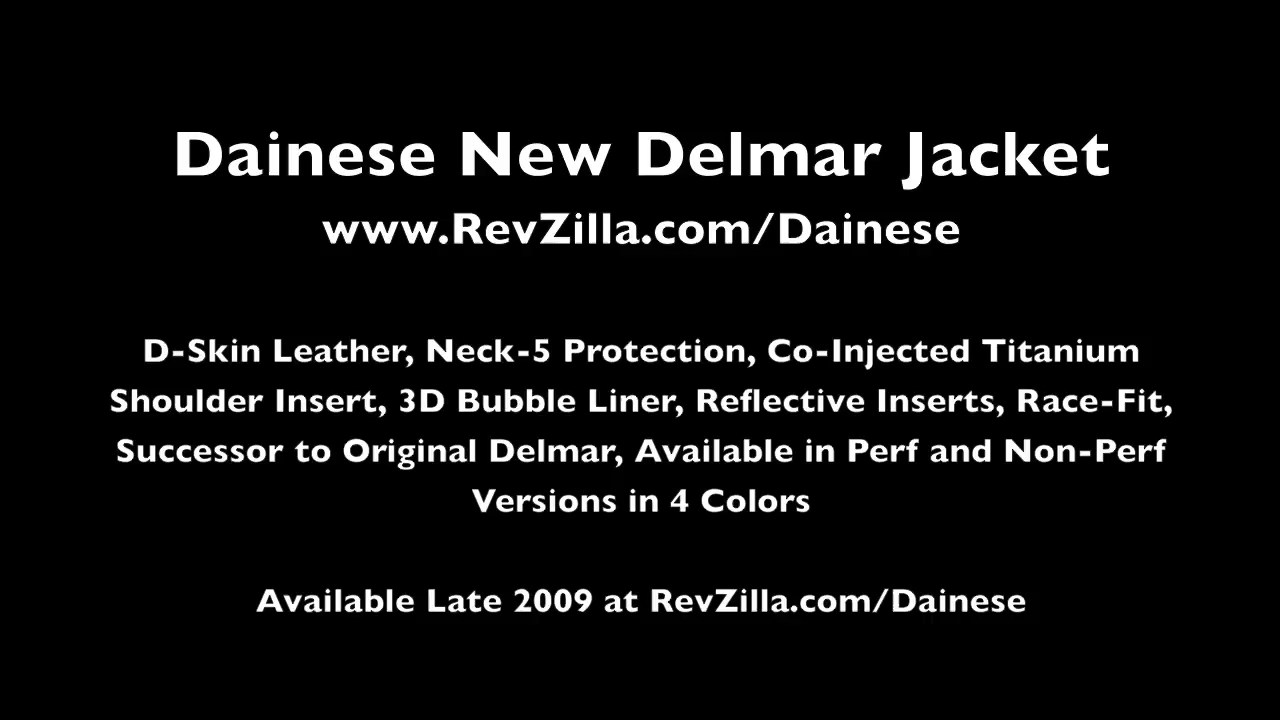 Dainese New Delmar Jacket
www.RevZilla.com/Dainese
D-Skin Leather, Neck-5 Protection, Co-Injected Titanium
Shoulder Insert, 3D Bubble Liner, Reflective Inserts, Race-Fit,
Successor to Original Delmar, Available in Perf and Non-Perf
Versions in 4 Colors
Available Late 2009 at RevZilla.com/Dainese